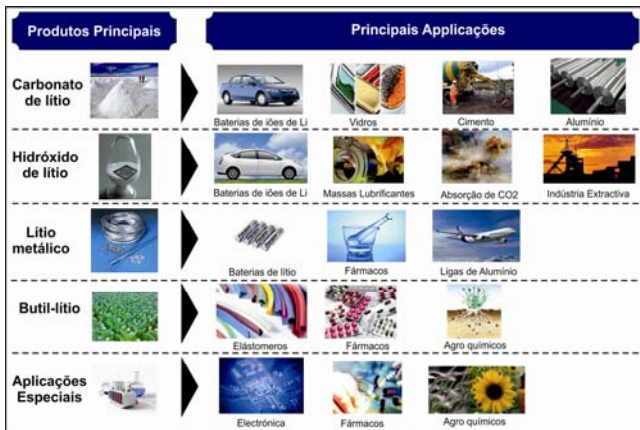 Produtos Principais
Principais Applicações
Carbonato
de lítio
Baterias de iões de Li
Vidros
Cimento
Alumínio
Hidróxido
de lítio
Baterias de iões de Li
Massas Lubrificantes
Absorção de CO2
Indústria Extractiva
Lítio
metálico
Baterias de lítio
Fármacos
Ligas de Alumínio
Butil-lítio
Elástomeros
Fármacos
Agro químicos
Aplicações
Especiais
Electrónica
Fármacos
Agro químicos